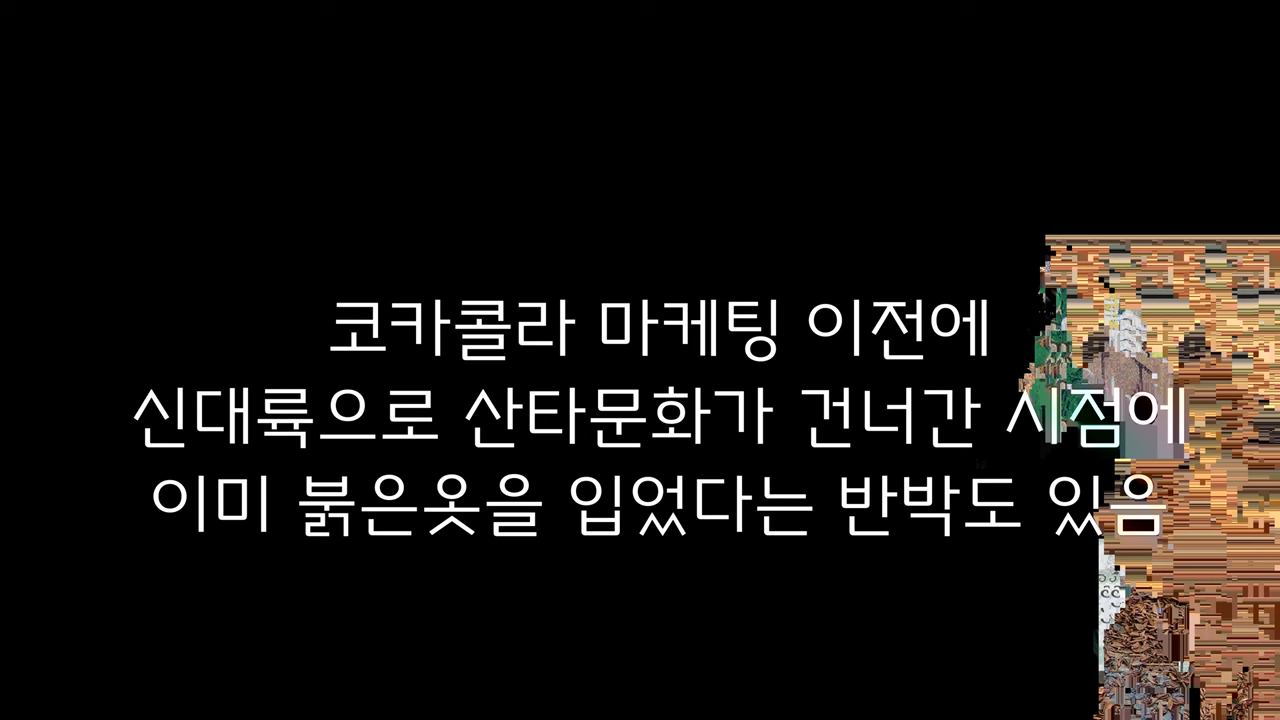 코카콜라 마케팅 이전에
신대륙으로 산타문화가 건너간 시점에
이미 붉은옷을 입었다는 반박도 있음